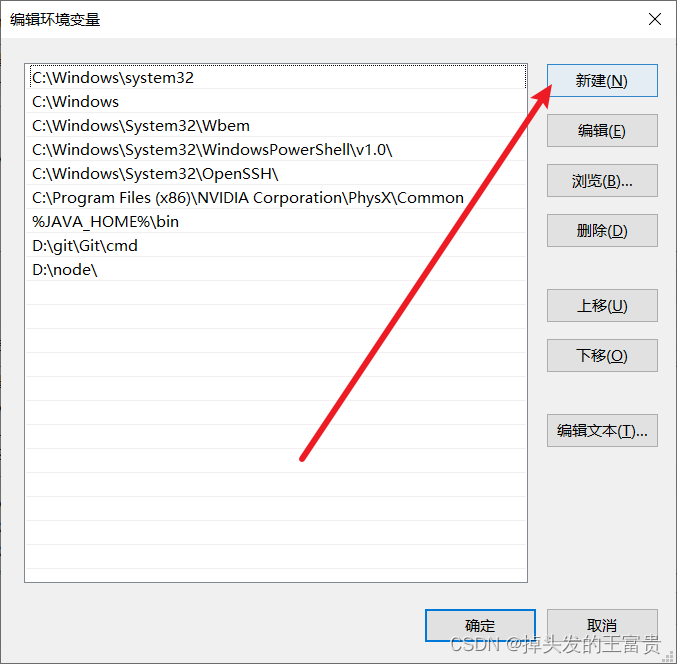 编辑环境变量
C:\Windows\system32
C:\Windows
C:\Windows\System32\Wbem
C:\Windows\System32\WindowsPowerShell\v1.0\
C:\Windows\System32\OpenSSH\
C:\Program Files (x86)\NVIDIA Corporation\PhysX\Common
%JAVA_HOME%\bin
D:\git\Git\cmd
D:\node\
新建(N)
编辑(E)
浏览(B)...
删除(D)
上移(U)
下移(O)
编辑文本(T)...
确定
取消
CSDN @掉头发的王富贵